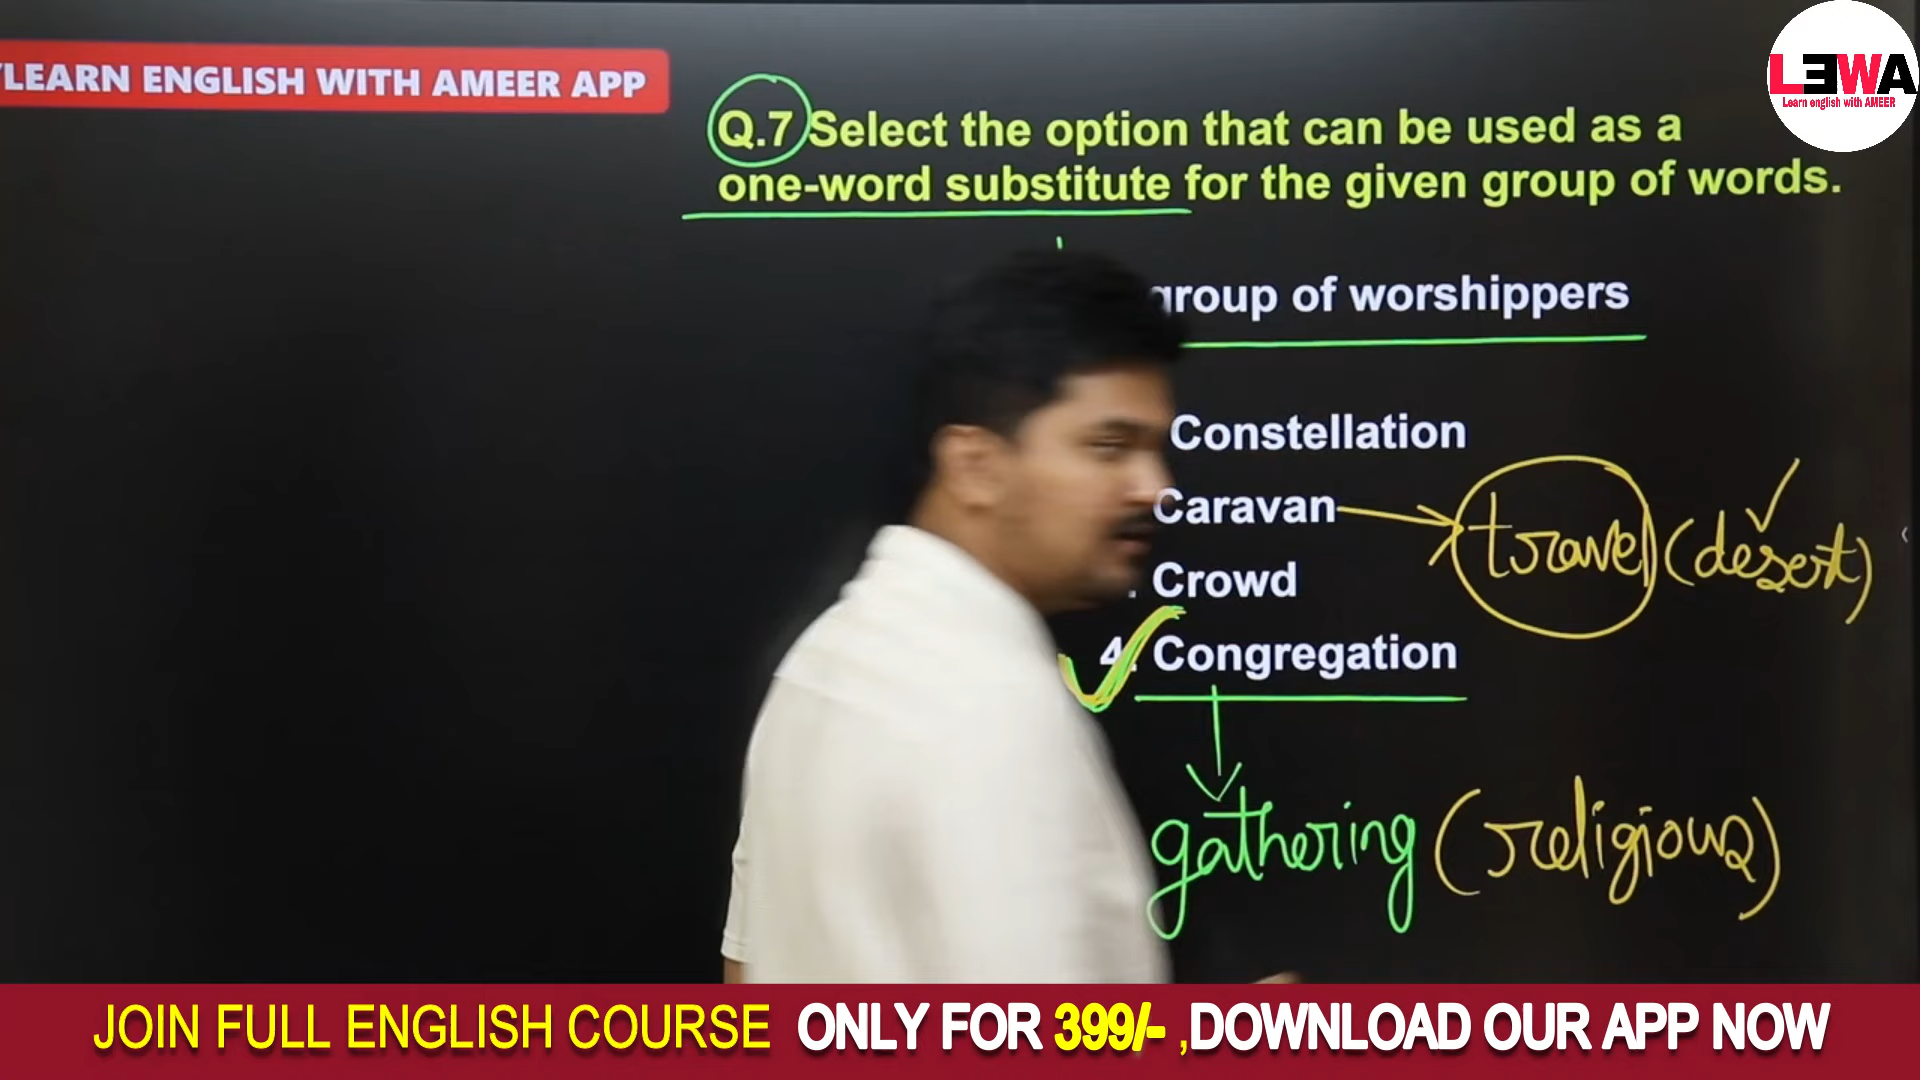 LEARN ENGLISH WITH AMEER APP
LEWA
Learn english with AMEER
Q.7 Select the option that can be used as a
one-word substitute for the given group of words.
group of worshippers
Constellation
Caravan travel (desert)
Crowd
4. Congregation
gathering (religious)
JOIN FULL ENGLISH COURSE ONLY FOR 399/- ,DOWNLOAD OUR APP NOW